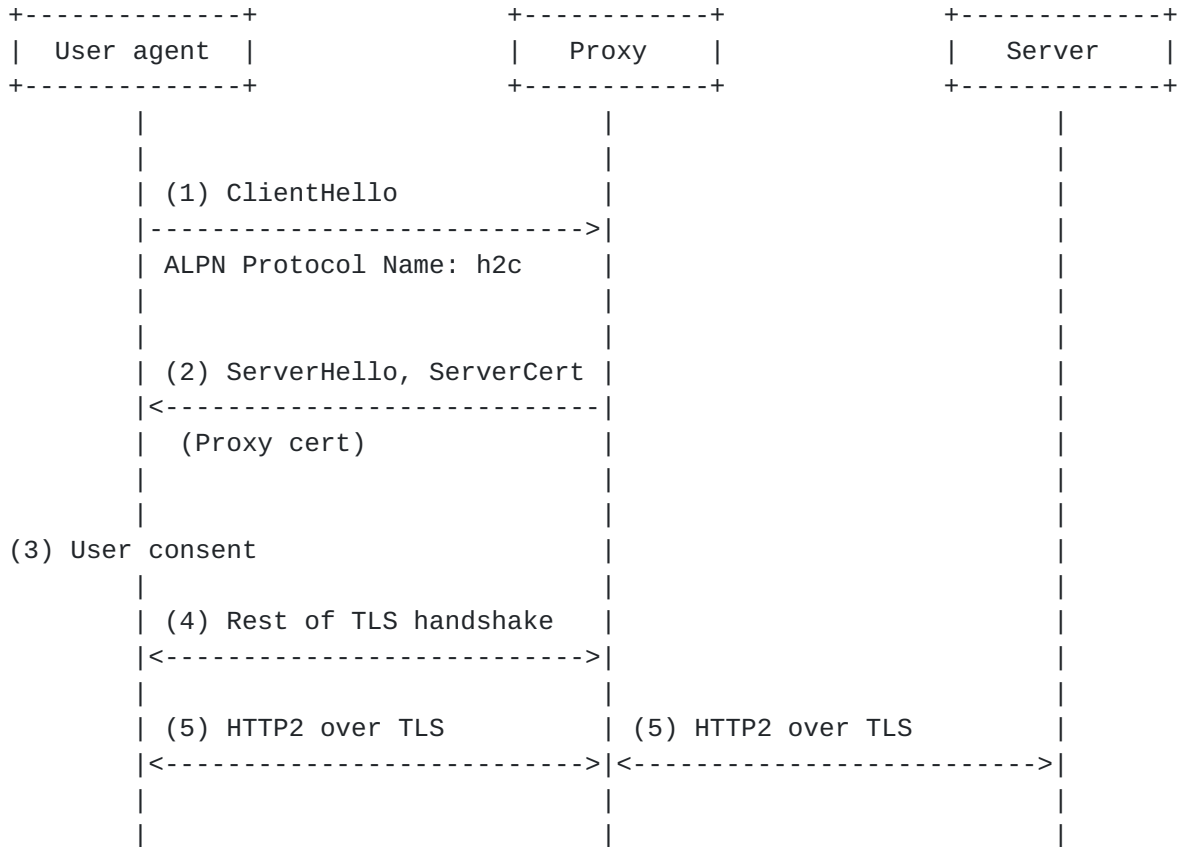 User agent Proxy Server
(1) ClientHello
ALPN Protocol Name: h2c
(2) ServerHello, ServerCert
(Proxy cert)
(3) User consent
(4) Rest of TLS handshake
(5) HTTP2 over TLS (5) HTTP2 over TLS